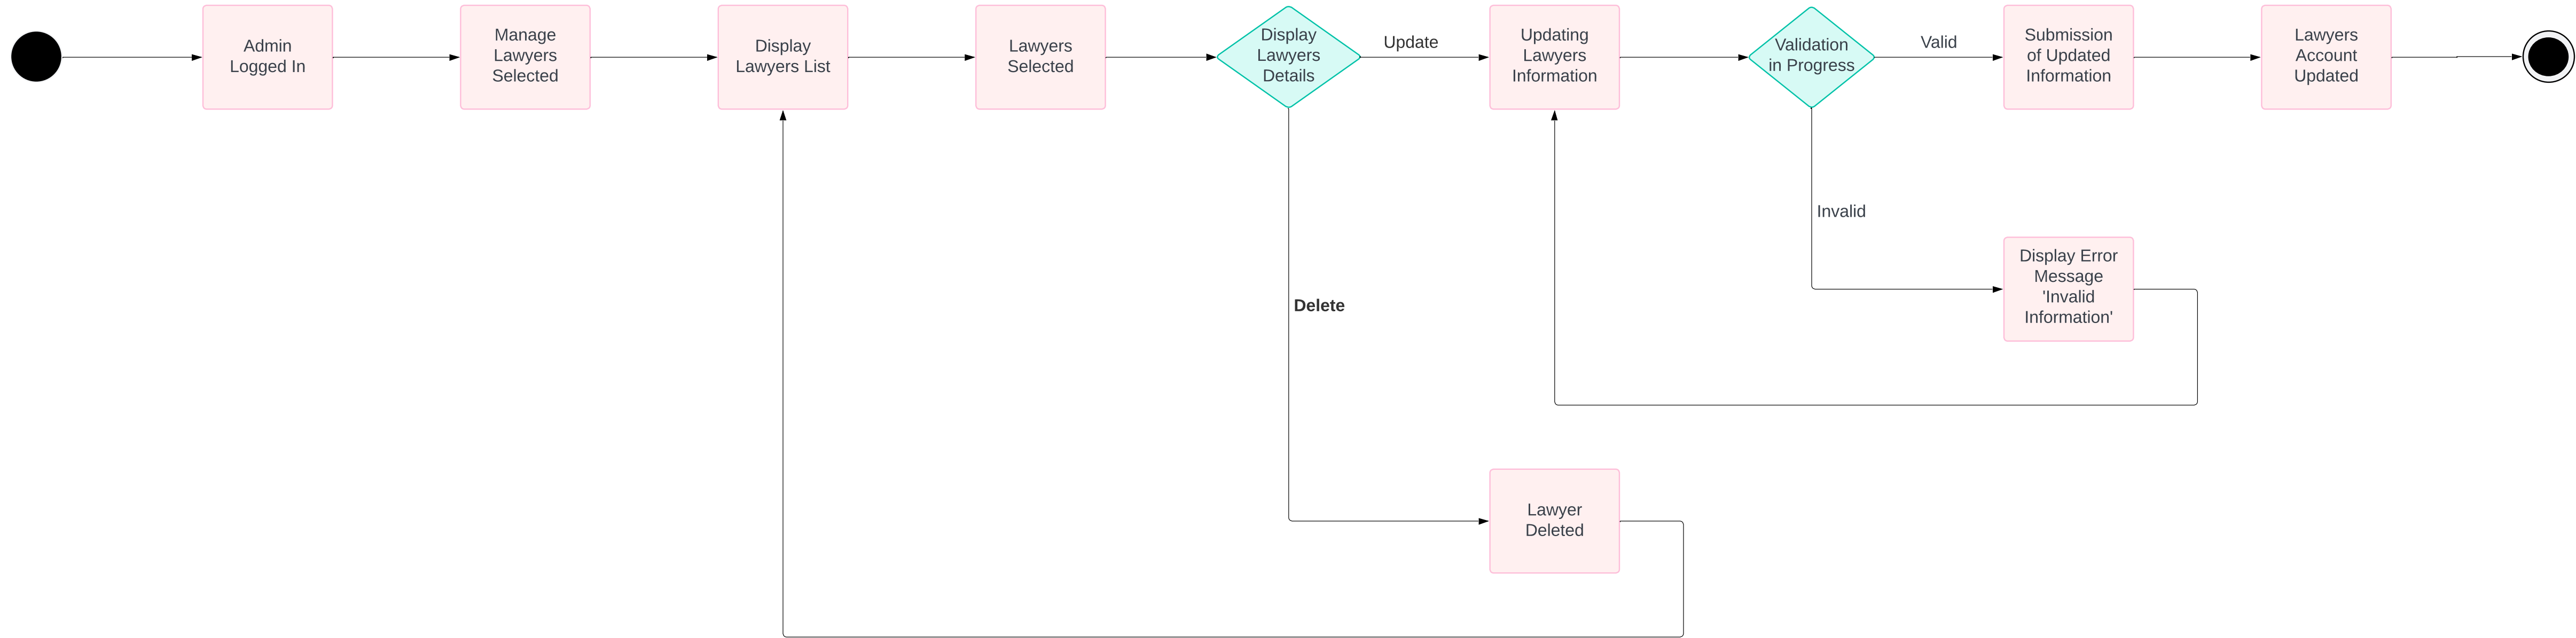 Admin
Logged In
Manage
Lawyers
Selected
Display
Lawyers List
Lawyers
Selected
Display
Lawyers
Details
Update
Updating
Lawyers
Information
Validation
in Progress
Valid
Submission
of Updated
Information
Lawyers
Account
Updated
Invalid
Display Error
Message
'Invalid
Information'
Delete
Lawyer
Deleted